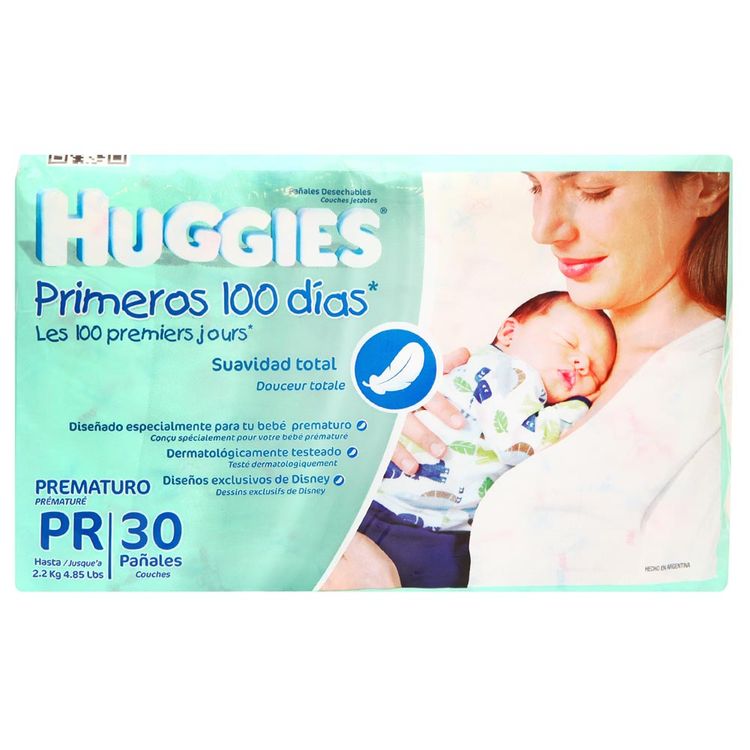 Pañales Desechables
Couches jetables
HUGGIES®
Primeros 100 días*
Les 100 premiers jours*
Suavidad total
Douceur totale
Diseñado especialmente para tu bebé prematuro
Conçu spécialement pour votre bébé prématuré
Dermatológicamente testeado
Testé dermatologiquement
Diseños exclusivos de Disney
Dessins exclusifs de Disney
PREMATURO
PRÉMATURÉ
PR 30
Hasta / Jusque'a Pañales
2.2 Kg 4.85 Lbs Couches
HECHO EN ARGENTINA